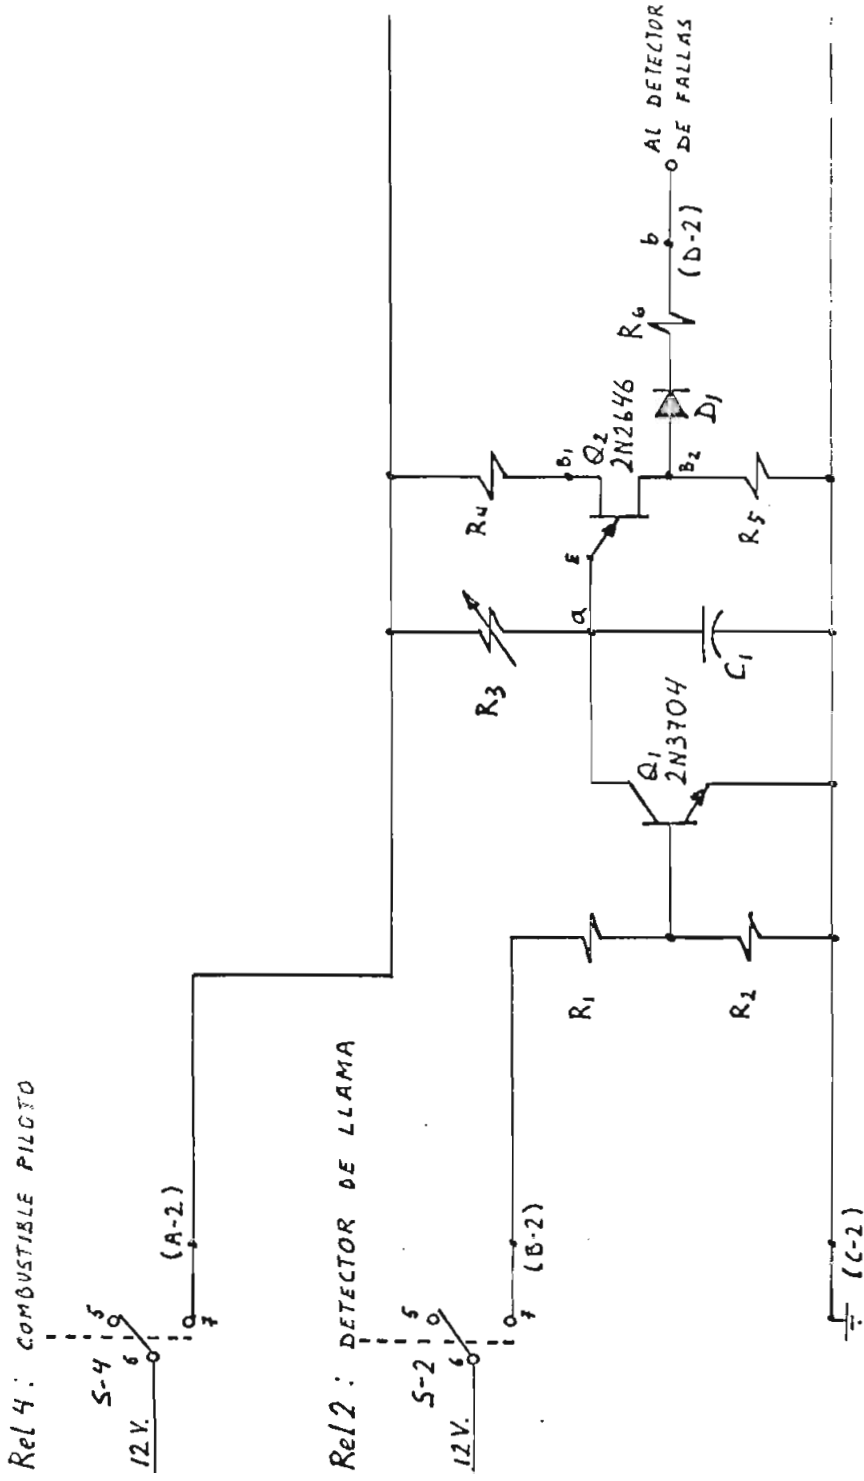 Rel 4: COMBUSTIBLE PILOTO
S-4
5
6
7
12 V.
(A-2)
Rel 2: DETECTOR DE LLAMA
S-2
5
6
7
12 V.
(B-2)
(C-2)
R1
R2
Q1
2N3704
R3
a
C1
E
R4
B1
Q2
2N2646
B2
R5
D1
R6
b
(D-2)
AL DETECTOR
DE FALLAS